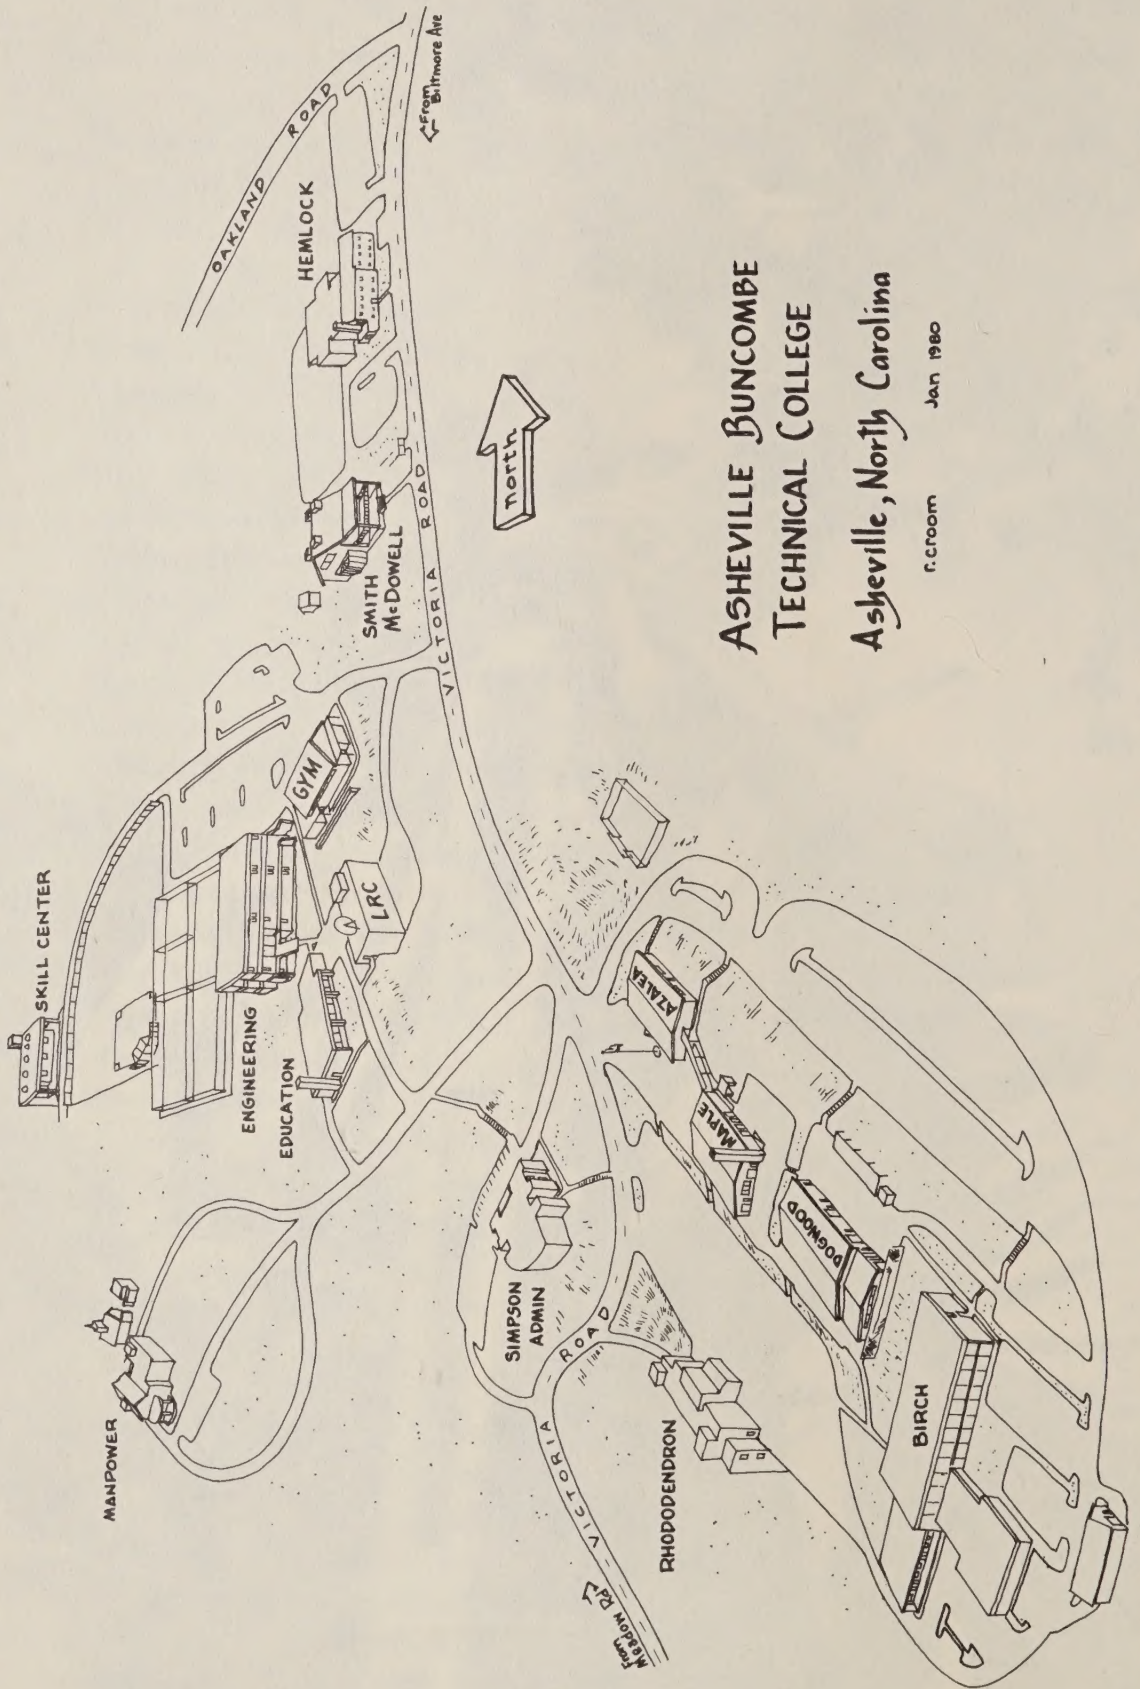 SKILL CENTER
MANPOWER
ENGINEERING
EDUCATION
GYM
LRC
SMITH
McDOWELL
HEMLOCK
OAKLAND ROAD
From
Biltmore Ave
VICTORIA ROAD
north
SIMPSON
ADMIN
VICTORIA ROAD
From
Meadow Rd
RHODODENDRON
AZALEA
MAPLE
DOGWOOD
BIRCH
ASHEVILLE BUNCOMBE
TECHNICAL COLLEGE
Asheville, North Carolina
r.croom Jan 1980